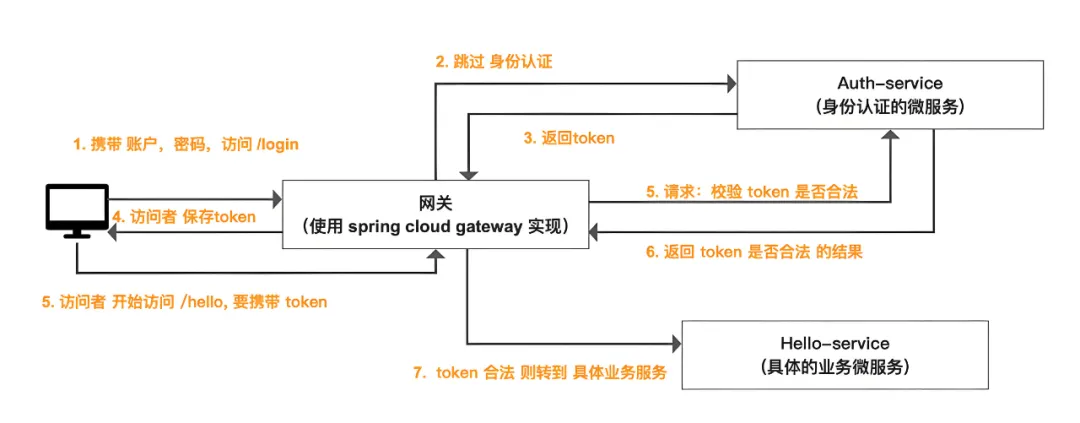 2. 跳过 身份认证
Auth-service
（身份认证的微服务）
3. 返回token
1. 携带 账户，密码，访问 /login
网关
（使用 spring cloud gateway 实现）
5. 请求：校验 token 是否合法
4. 访问者 保存token
6. 返回 token 是否合法 的结果
5. 访问者 开始访问 /hello, 要携带 token
Hello-service
（具体的业务微服务）
7. token 合法 则转到 具体业务服务